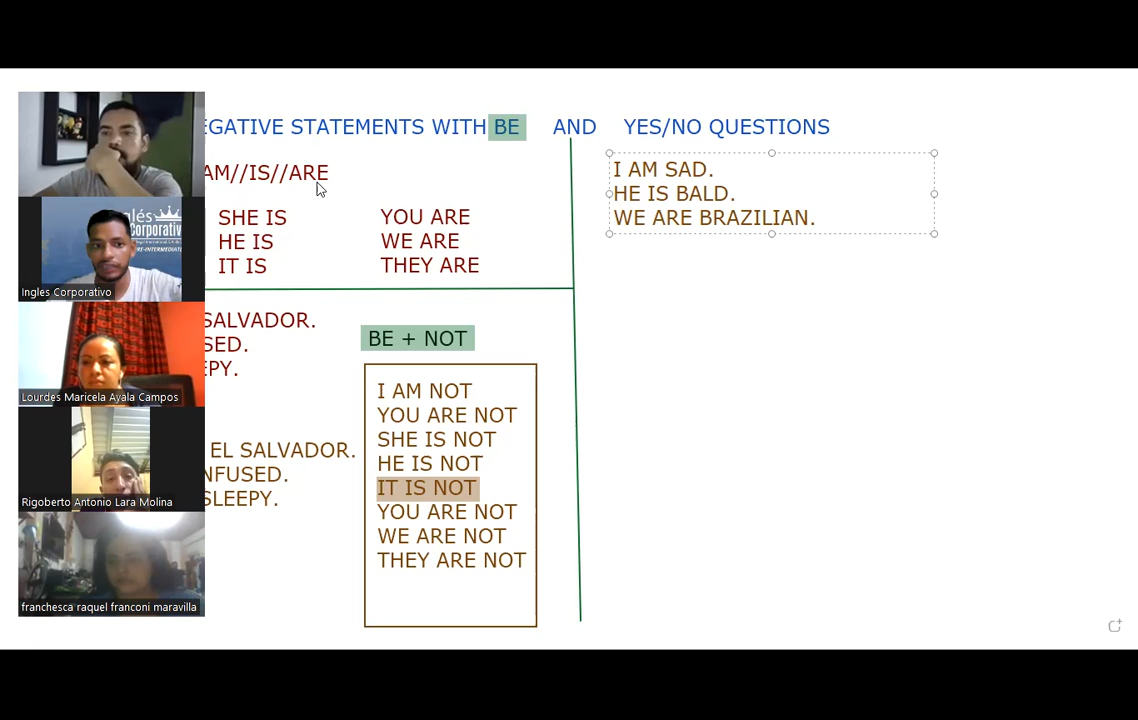 EGATIVE STATEMENTS WITH BE AND YES/NO QUESTIONS
AM//IS//ARE
SHE IS
HE IS
IT IS
YOU ARE
WE ARE
THEY ARE
I AM SAD.
HE IS BALD.
WE ARE BRAZILIAN.
SALVADOR.
SED.
EPY.
EL SALVADOR.
NFUSED.
SLEEPY.
BE + NOT
I AM NOT
YOU ARE NOT
SHE IS NOT
HE IS NOT
IT IS NOT
YOU ARE NOT
WE ARE NOT
THEY ARE NOT
Ingles Corporativo
Lourdes Maricela Ayala Campos
Rigoberto Antonio Lara Molina
franchesca raquel franconi maravilla